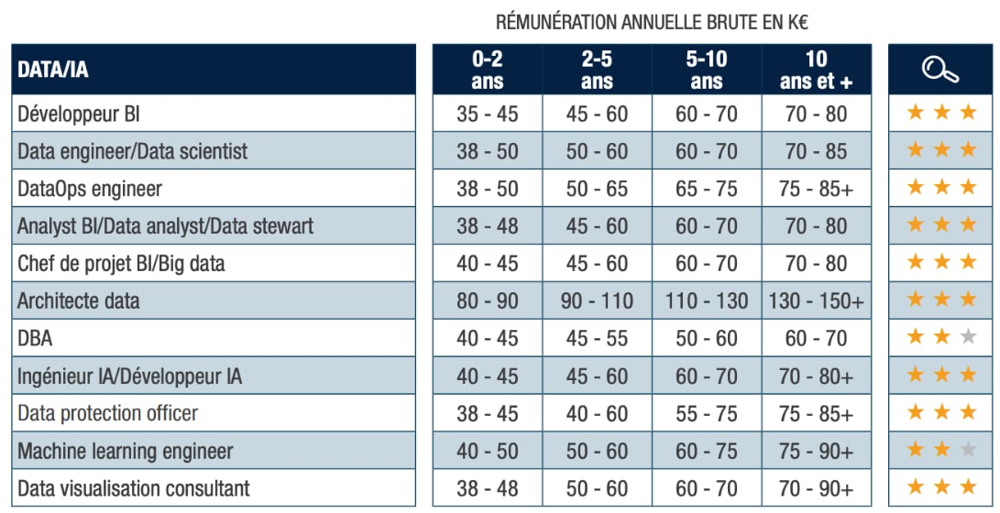 RÉMUNÉRATION ANNUELLE BRUTE EN K€
DATA/IA 0-2 ans 2-5 ans 5-10 ans 10 ans et +
Développeur BI 35 - 45 45 - 60 60 - 70 70 - 80
Data engineer/Data scientist 38 - 50 50 - 60 60 - 70 70 - 85
DataOps engineer 38 - 50 50 - 65 65 - 75 75 - 85+
Analyst BI/Data analyst/Data stewart 38 - 48 45 - 60 60 - 70 70 - 80
Chef de projet BI/Big data 40 - 45 45 - 60 60 - 70 70 - 80
Architecte data 80 - 90 90 - 110 110 - 130 130 - 150+
DBA 40 - 45 45 - 55 50 - 60 60 - 70
Ingénieur IA/Développeur IA 40 - 45 45 - 60 60 - 70 70 - 80+
Data protection officer 38 - 45 40 - 60 55 - 75 75 - 85+
Machine learning engineer 40 - 50 50 - 60 60 - 75 75 - 90+
Data visualisation consultant 38 - 48 50 - 60 60 - 70 70 - 90+